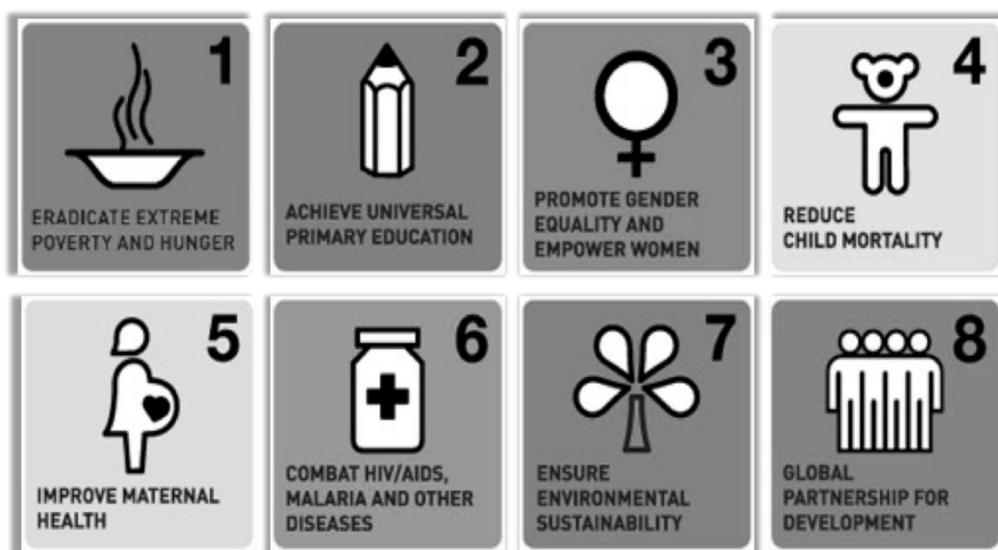 1
ERADICATE EXTREME
POVERTY AND HUNGER
2
ACHIEVE UNIVERSAL
PRIMARY EDUCATION
3
PROMOTE GENDER
EQUALITY AND
EMPOWER WOMEN
4
REDUCE
CHILD MORTALITY
5
IMPROVE MATERNAL
HEALTH
6
COMBAT HIV/AIDS,
MALARIA AND OTHER
DISEASES
7
ENSURE
ENVIRONMENTAL
SUSTAINABILITY
8
GLOBAL
PARTNERSHIP FOR
DEVELOPMENT